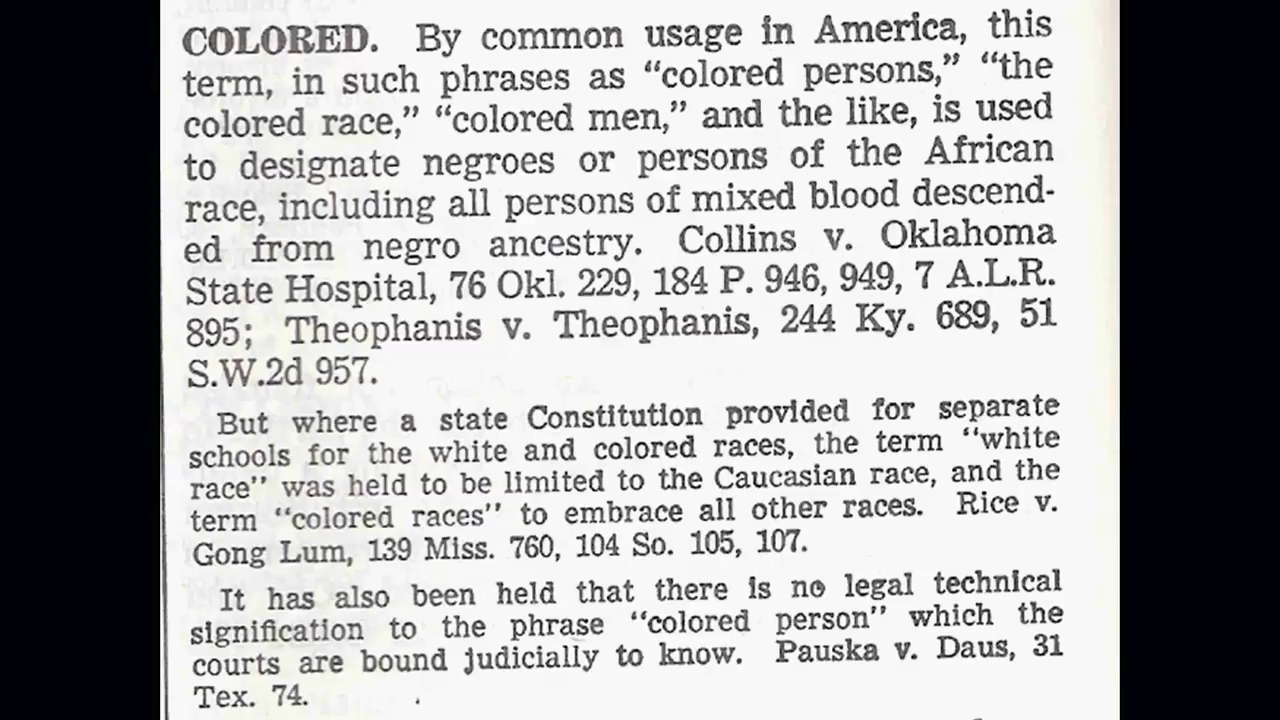 COLORED. By common usage in America, this
term, in such phrases as “colored persons,” “the
colored race,” “colored men,” and the like, is used
to designate negroes or persons of the African
race, including all persons of mixed blood descend-
ed from negro ancestry. Collins v. Oklahoma
State Hospital, 76 Okl. 229, 184 P. 946, 949, 7 A.L.R.
895; Theophanis v. Theophanis, 244 Ky. 689, 51
S.W.2d 957.
But where a state Constitution provided for separate
schools for the white and colored races, the term “white
race” was held to be limited to the Caucasian race, and the
term “colored races” to embrace all other races. Rice v.
Gong Lum, 139 Miss. 760, 104 So. 105, 107.
It has also been held that there is no legal technical
signification to the phrase “colored person” which the
courts are bound judicially to know. Pauska v. Daus, 31
Tex. 74.